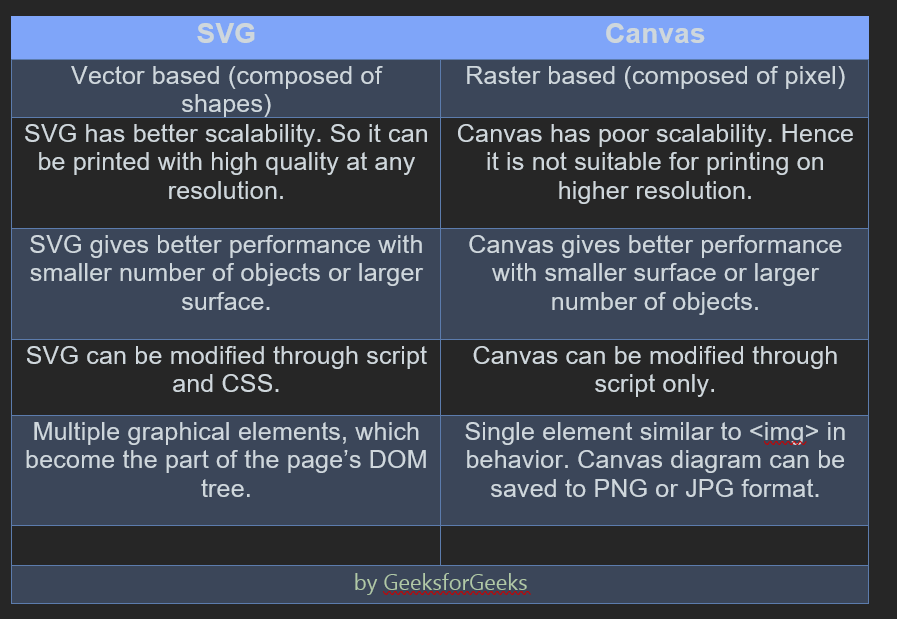 SVG
Canvas
Vector based (composed of
shapes)
Raster based (composed of pixel)
SVG has better scalability. So it can
be printed with high quality at any
resolution.
Canvas has poor scalability. Hence
it is not suitable for printing on
higher resolution.
SVG gives better performance with
smaller number of objects or larger
surface.
Canvas gives better performance
with smaller surface or larger
number of objects.
SVG can be modified through script
and CSS.
Canvas can be modified through
script only.
Multiple graphical elements, which
become the part of the page’s DOM
tree.
Single element similar to <img> in
behavior. Canvas diagram can be
saved to PNG or JPG format.
by GeeksforGeeks